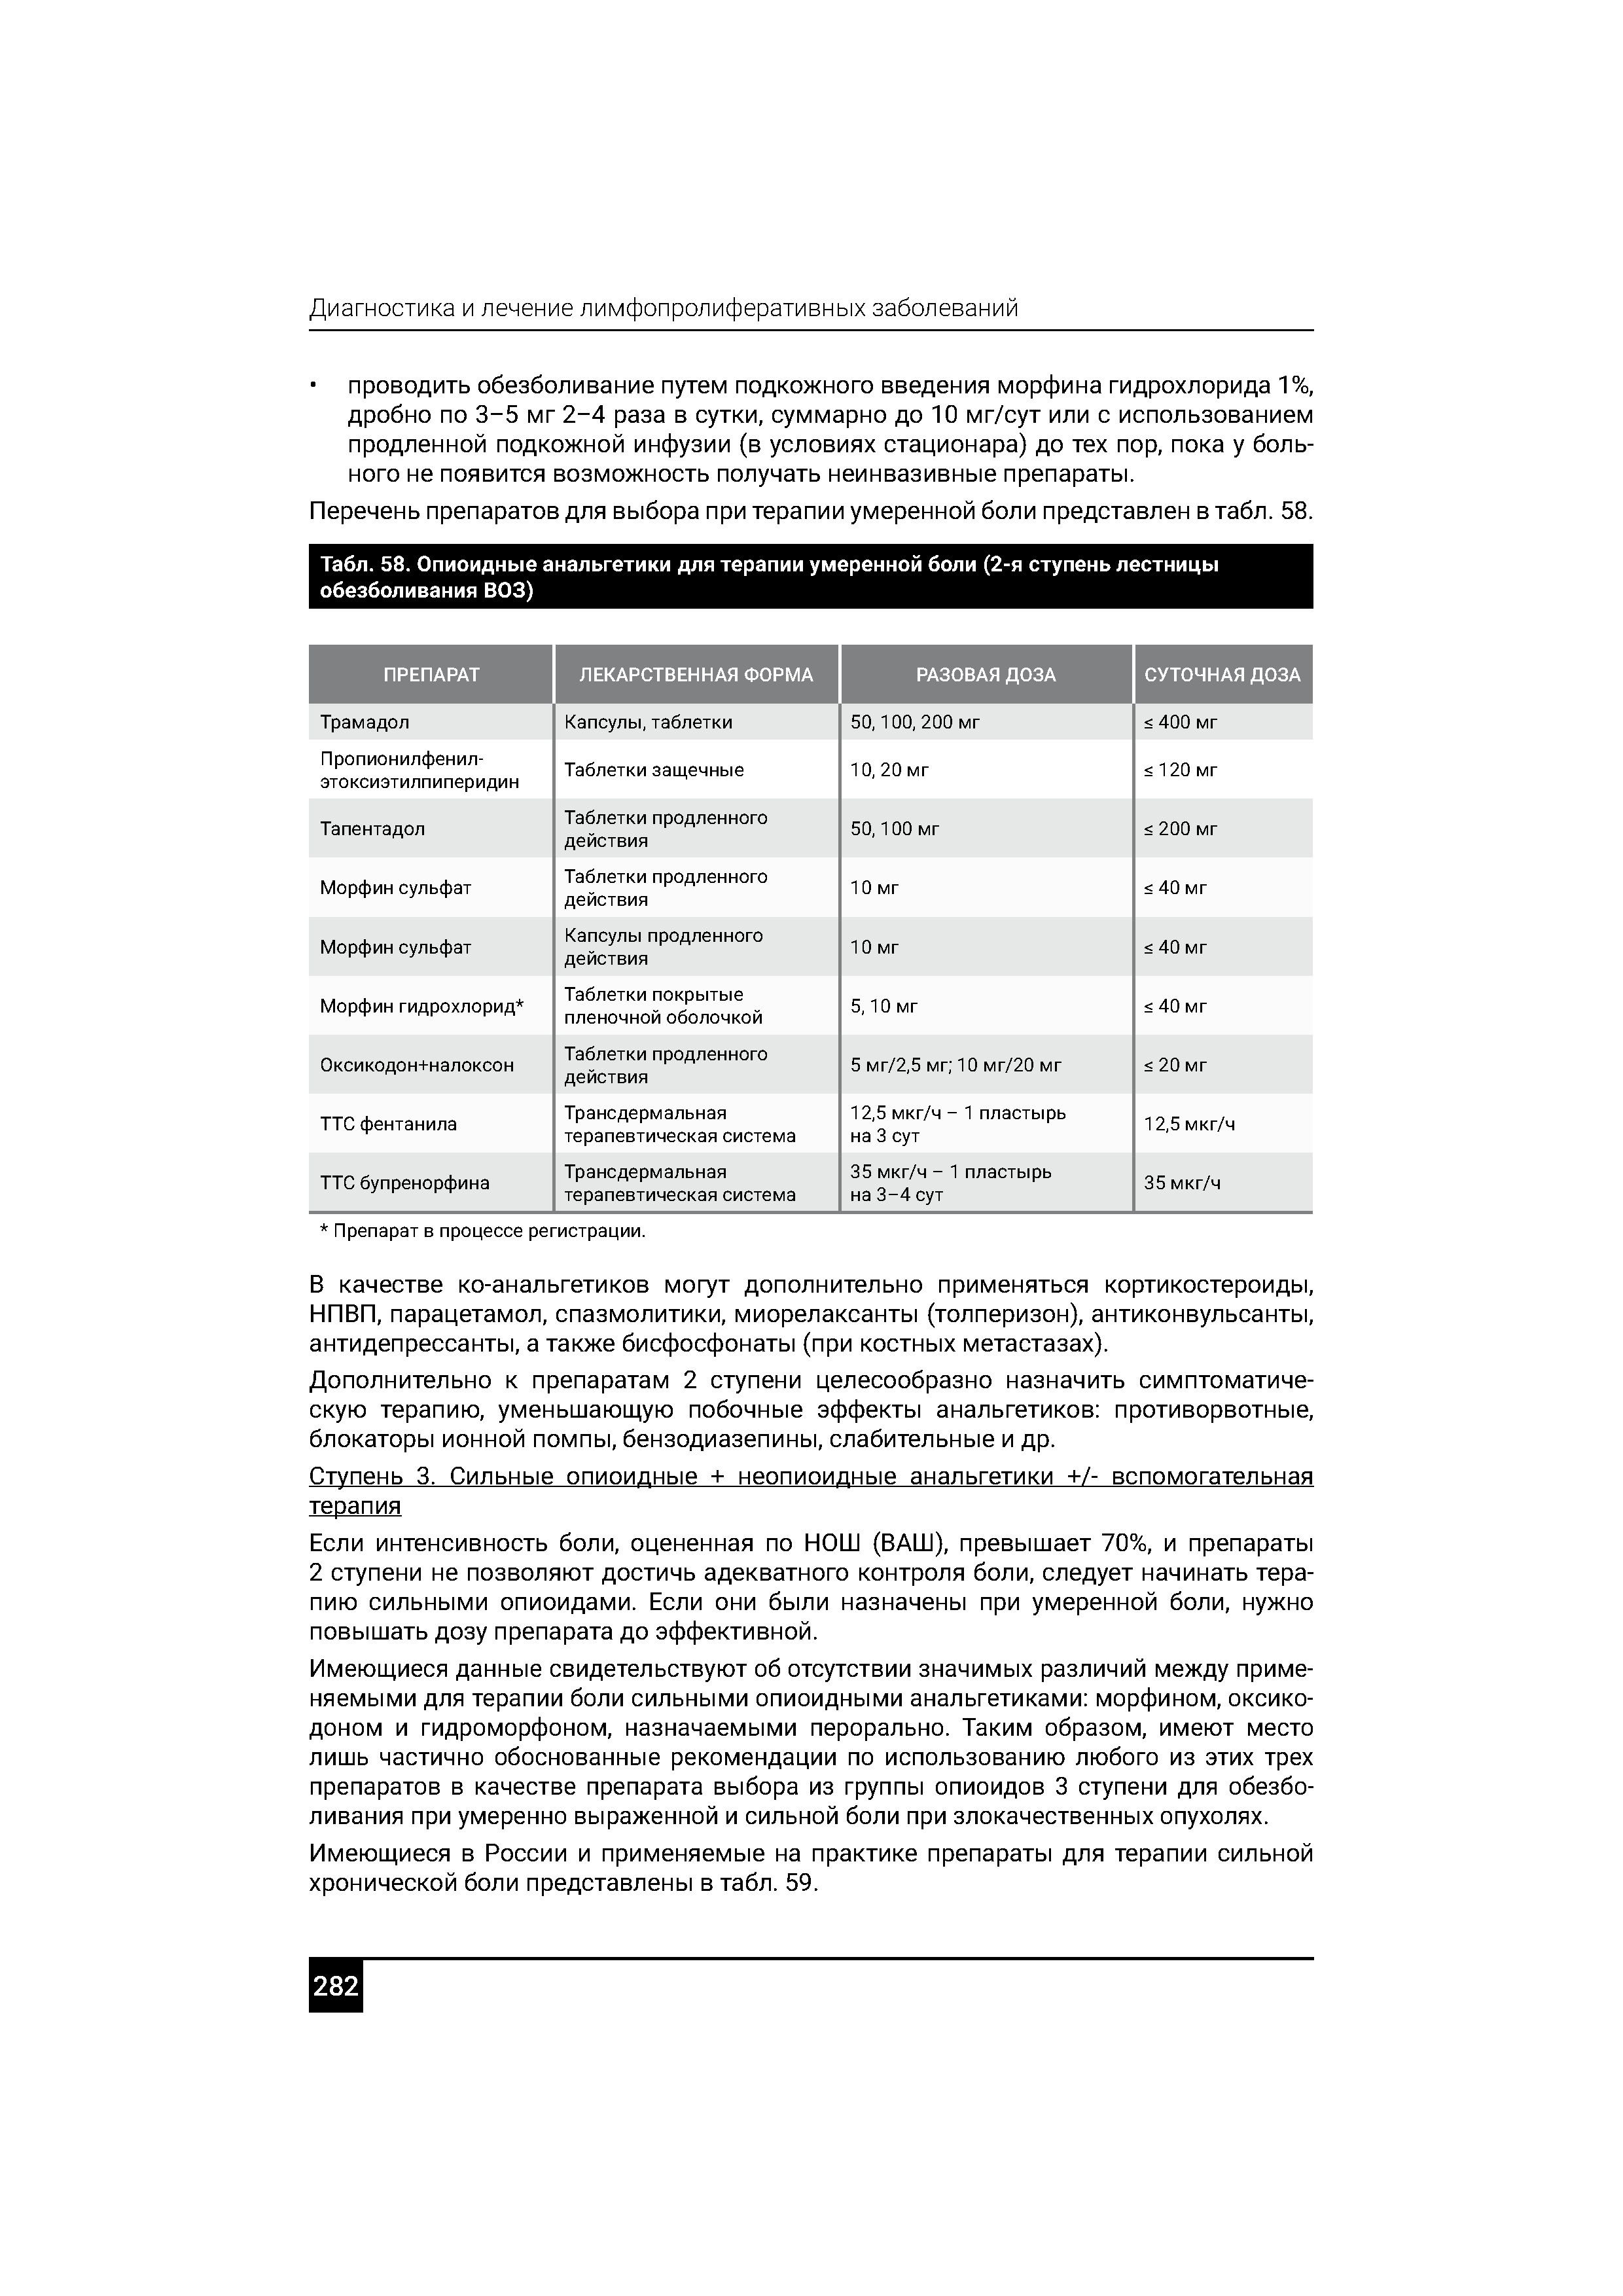 Диагностика и лечение лимфопролиферативных заболеваний
• проводить обезболивание путем подкожного введения морфина гидрохлорида 1%,
дробно по 3–5 мг 2–4 раза в сутки, суммарно до 10 мг/сут или с использованием
продленной подкожной инфузии (в условиях стационара) до тех пор, пока у боль-
ного не появится возможность получать неинвазивные препараты.
Перечень препаратов для выбора при терапии умеренной боли представлен в табл. 58.
Табл. 58. Опиоидные анальгетики для терапии умеренной боли (2-я ступень лестницы
обезболивания ВОЗ)
ПРЕПАРАТ ЛЕКАРСТВЕННАЯ ФОРМА РАЗОВАЯ ДОЗА СУТОЧНАЯ ДОЗА
Трамадол Капсулы, таблетки 50, 100, 200 мг ≤ 400 мг
Пропионилфенил-
этоксиэтилпиперидин Таблетки защечные 10, 20 мг ≤ 120 мг
Тапентадол Таблетки продленного
действия 50, 100 мг ≤ 200 мг
Морфин сульфат Таблетки продленного
действия 10 мг ≤ 40 мг
Морфин сульфат Капсулы продленного
действия 10 мг ≤ 40 мг
Морфин гидрохлорид* Таблетки покрытые
пленочной оболочкой 5, 10 мг ≤ 40 мг
Оксикодон+налоксон Таблетки продленного
действия 5 мг/2,5 мг; 10 мг/20 мг ≤ 20 мг
ТТС фентанила Трансдермальная
терапевтическая система 12,5 мкг/ч – 1 пластырь
на 3 сут 12,5 мкг/ч
ТТС бупренорфина Трансдермальная
терапевтическая система 35 мкг/ч – 1 пластырь
на 3–4 сут 35 мкг/ч
* Препарат в процессе регистрации.
В качестве ко-анальгетиков могут дополнительно применяться кортикостероиды,
НПВП, парацетамол, спазмолитики, миорелаксанты (толперизон), антиконвульсанты,
антидепрессанты, а также бисфосфонаты (при костных метастазах).
Дополнительно к препаратам 2 ступени целесообразно назначить симптоматиче-
скую терапию, уменьшающую побочные эффекты анальгетиков: противорвотные,
блокаторы ионной помпы, бензодиазепины, слабительные и др.
Ступень 3. Сильные опиоидные + неопиоидные анальгетики +/- вспомогательная
терапия
Если интенсивность боли, оцененная по НОШ (ВАШ), превышает 70%, и препараты
2 ступени не позволяют достичь адекватного контроля боли, следует начинать тера-
пию сильными опиоидами. Если они были назначены при умеренной боли, нужно
повышать дозу препарата до эффективной.
Имеющиеся данные свидетельствуют об отсутствии значимых различий между приме-
няемыми для терапии боли сильными опиоидными анальгетиками: морфином, оксико-
доном и гидроморфоном, назначаемыми перорально. Таким образом, имеют место
лишь частично обоснованные рекомендации по использованию любого из этих трех
препаратов в качестве препарата выбора из группы опиоидов 3 ступени для обезбо-
ливания при умеренно выраженной и сильной боли при злокачественных опухолях.
Имеющиеся в России и применяемые на практике препараты для терапии сильной
хронической боли представлены в табл. 59.
282